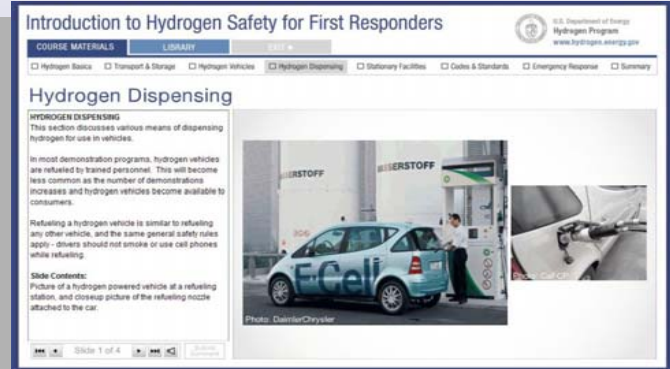 Introduction to Hydrogen Safety for First Responders
U.S. Department of Energy
Hydrogen Program
www.hydrogen.energy.gov
COURSE MATERIALS
LIBRARY
EXIT
Hydrogen Basics
Transport & Storage
Hydrogen Vehicles
Hydrogen Dispensing
Stationary Facilities
Codes & Standards
Emergency Response
Summary
Hydrogen Dispensing
HYDROGEN DISPENSING
This section discusses various means of dispensing
hydrogen for use in vehicles.
In most demonstration programs, hydrogen vehicles
are refueled by trained personnel. This will become
less common as the number of demonstrations
increases and hydrogen vehicles become available to
consumers.
Refueling a hydrogen vehicle is similar to refueling
any other vehicle, and the same general safety rules
apply - drivers should not smoke or use cell phones
while refueling.
Slide Contents:
Picture of a hydrogen powered vehicle at a refueling
station, and closeup picture of the refueling nozzle
attached to the car.
Slide 1 of 4
SSERSTOFF
SSERSTOFF
F-Cell
Photo: DaimlerChrysler
Photo: CaFCP